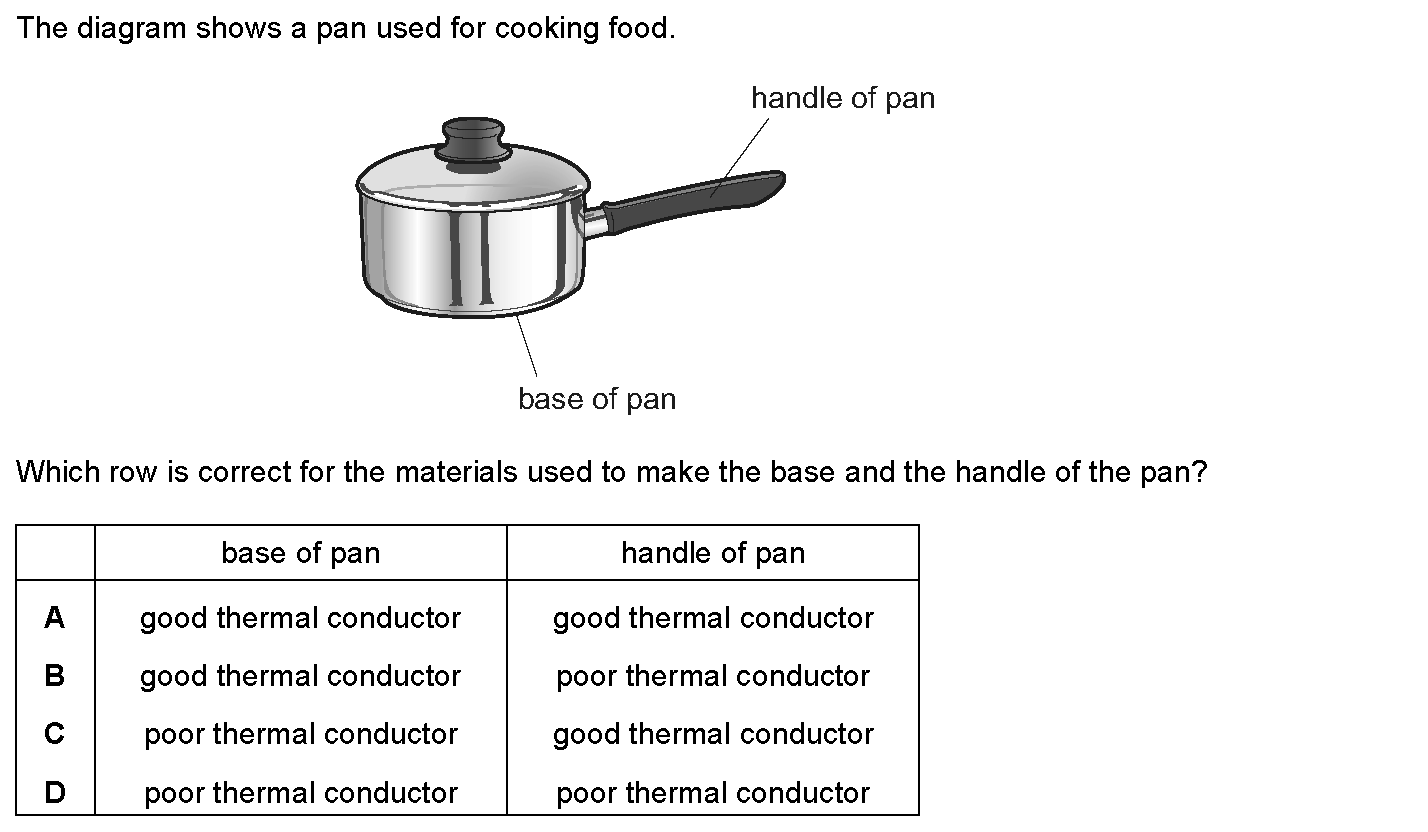 The diagram shows a pan used for cooking food.
handle of pan
base of pan
Which row is correct for the materials used to make the base and the handle of the pan?
base of pan handle of pan
A good thermal conductor good thermal conductor
B good thermal conductor poor thermal conductor
C poor thermal conductor good thermal conductor
D poor thermal conductor poor thermal conductor